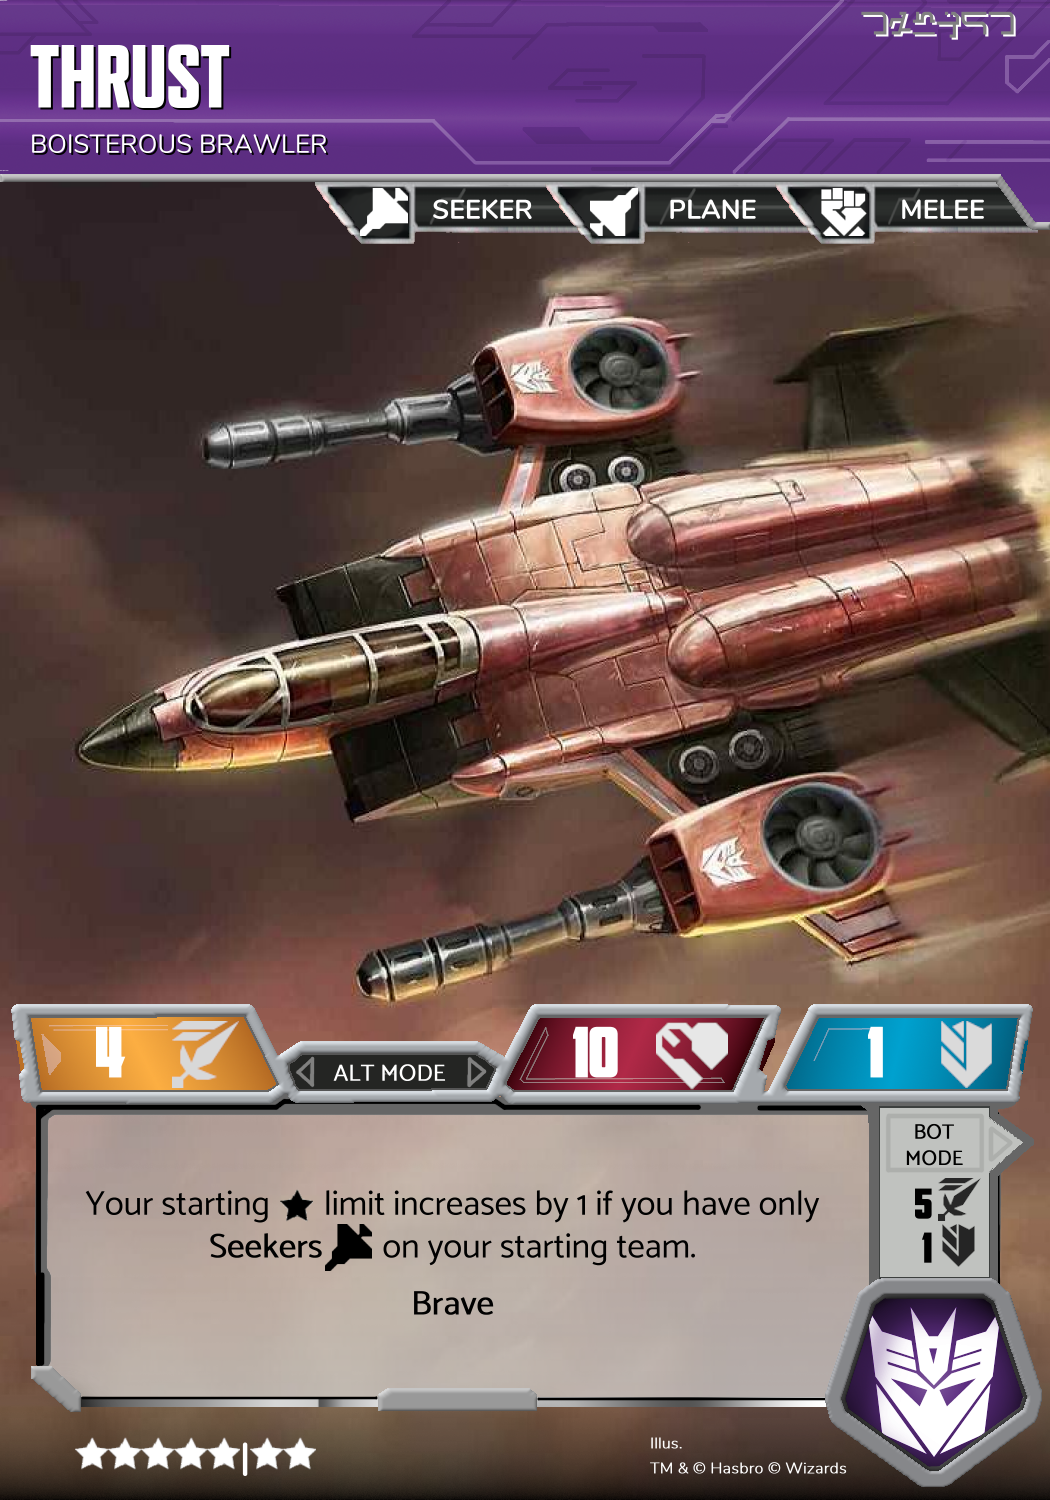 THRUST
BOISTEROUS BRAWLER
SEEKER PLANE MELEE
4 ALT MODE 10 1
BOT
MODE
5
1
Your starting ★ limit increases by 1 if you have only
Seekers on your starting team.
Brave
★★★★★|★★
Illus.
TM & © Hasbro © Wizards